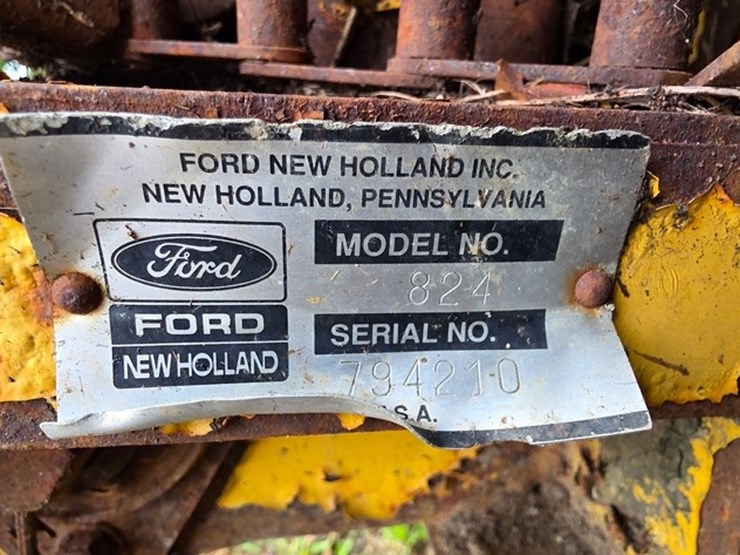 FORD NEW HOLLAND INC.
NEW HOLLAND, PENNSYLVANIA
Ford
FORD
NEW HOLLAND
MODEL NO.
824
SERIAL NO.
794210
S.A.